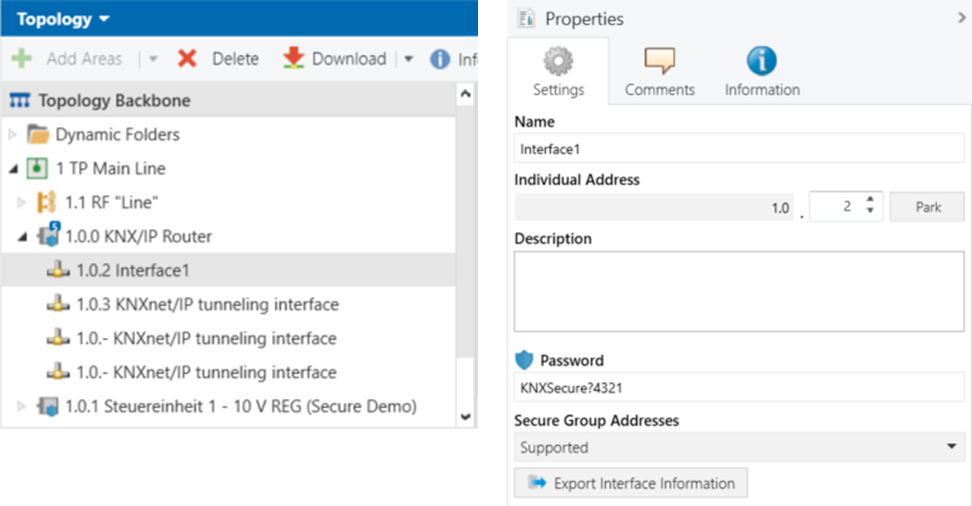 Topology
Add Areas
Delete
Download
Inf
Topology Backbone
Dynamic Folders
1 TP Main Line
1.1 RF "Line"
1.0.0 KNX/IP Router
1.0.2 Interface1
1.0.3 KNXnet/IP tunneling interface
1.0.- KNXnet/IP tunneling interface
1.0.- KNXnet/IP tunneling interface
1.0.1 Steuereinheit 1 - 10 V REG (Secure Demo)
Properties
Settings
Comments
Information
Name
Interface1
Individual Address
1.0 . 2 Park
Description
Password
KNXSecure?4321
Secure Group Addresses
Supported
Export Interface Information